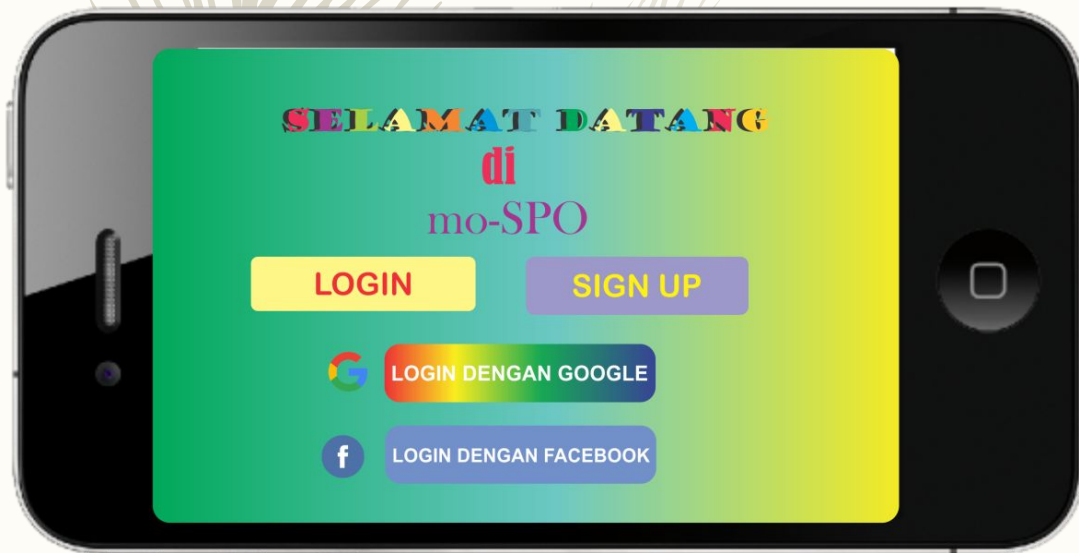 SELAMAT DATANG
di
mo-SPO
LOGIN SIGN UP
LOGIN DENGAN GOOGLE
f LOGIN DENGAN FACEBOOK